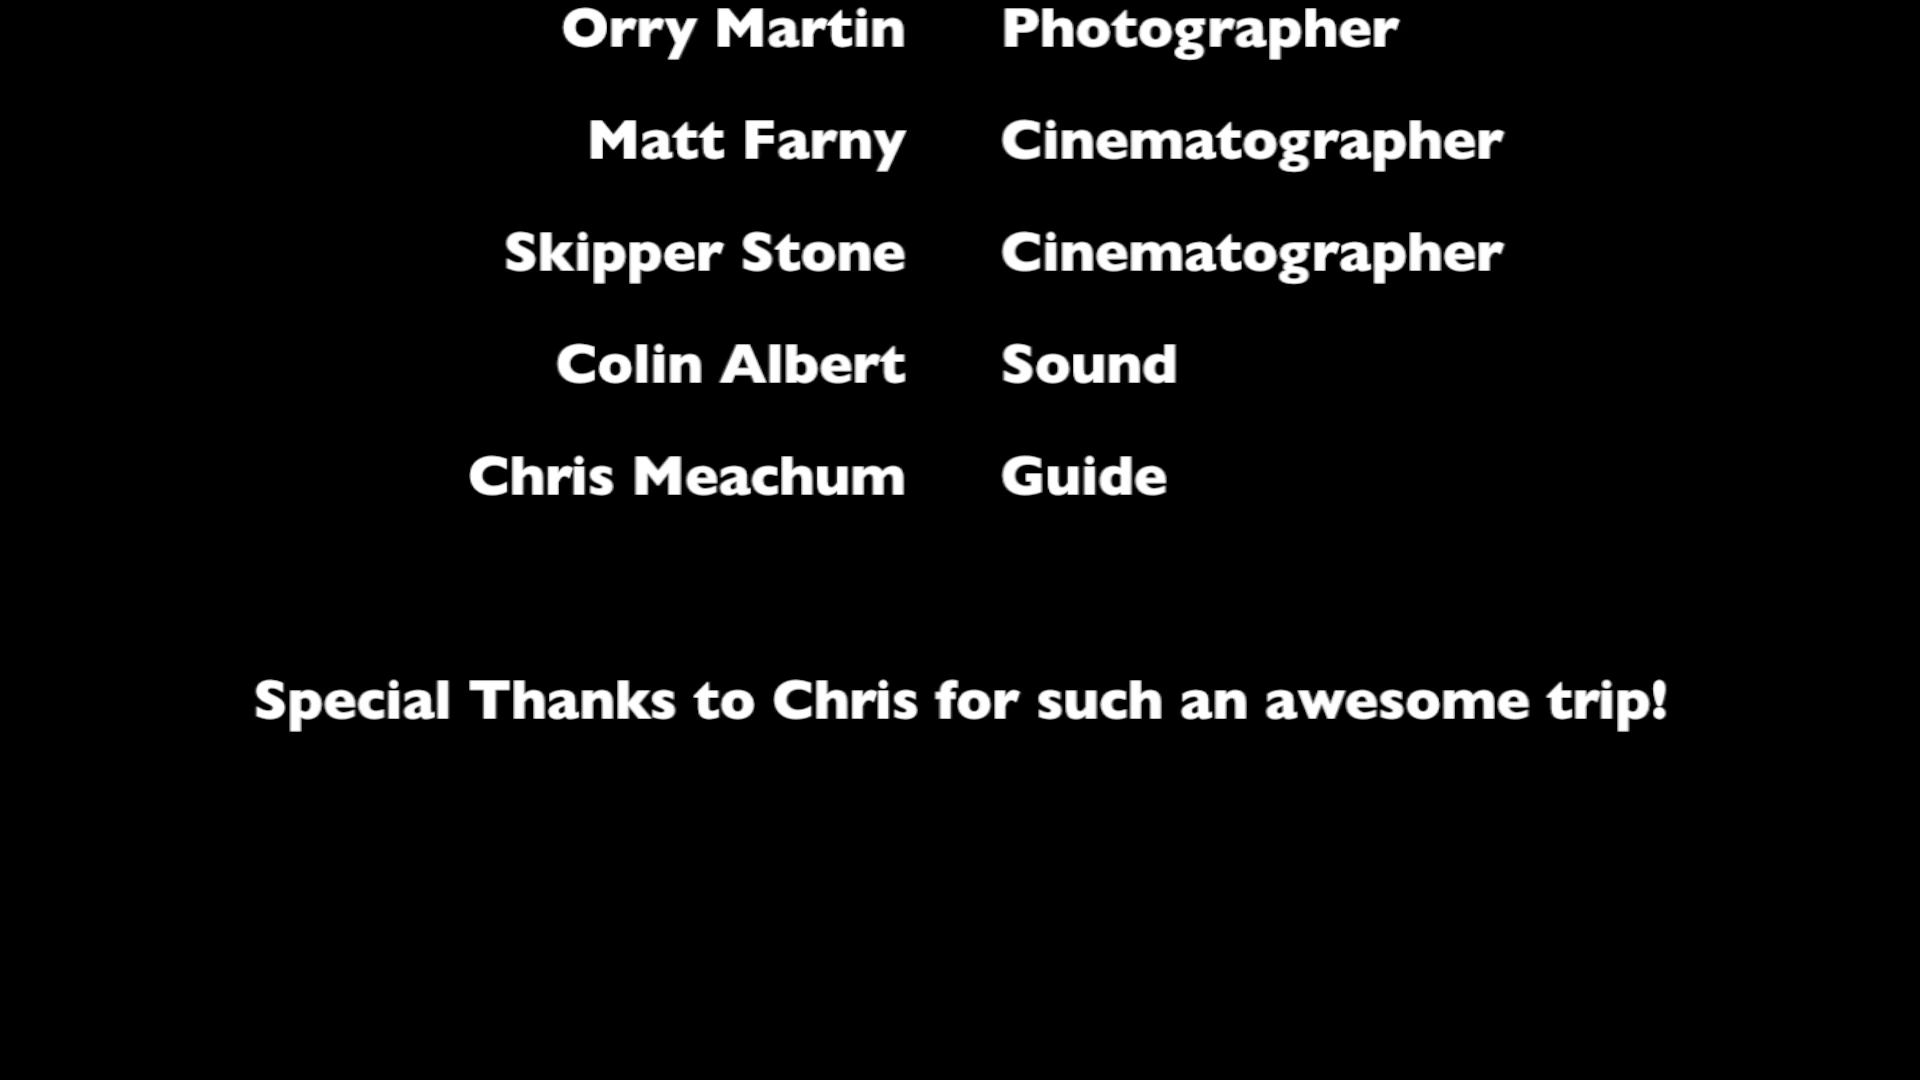 Orry Martin Photographer
Matt Farny Cinematographer
Skipper Stone Cinematographer
Colin Albert Sound
Chris Meachum Guide
Special Thanks to Chris for such an awesome trip!